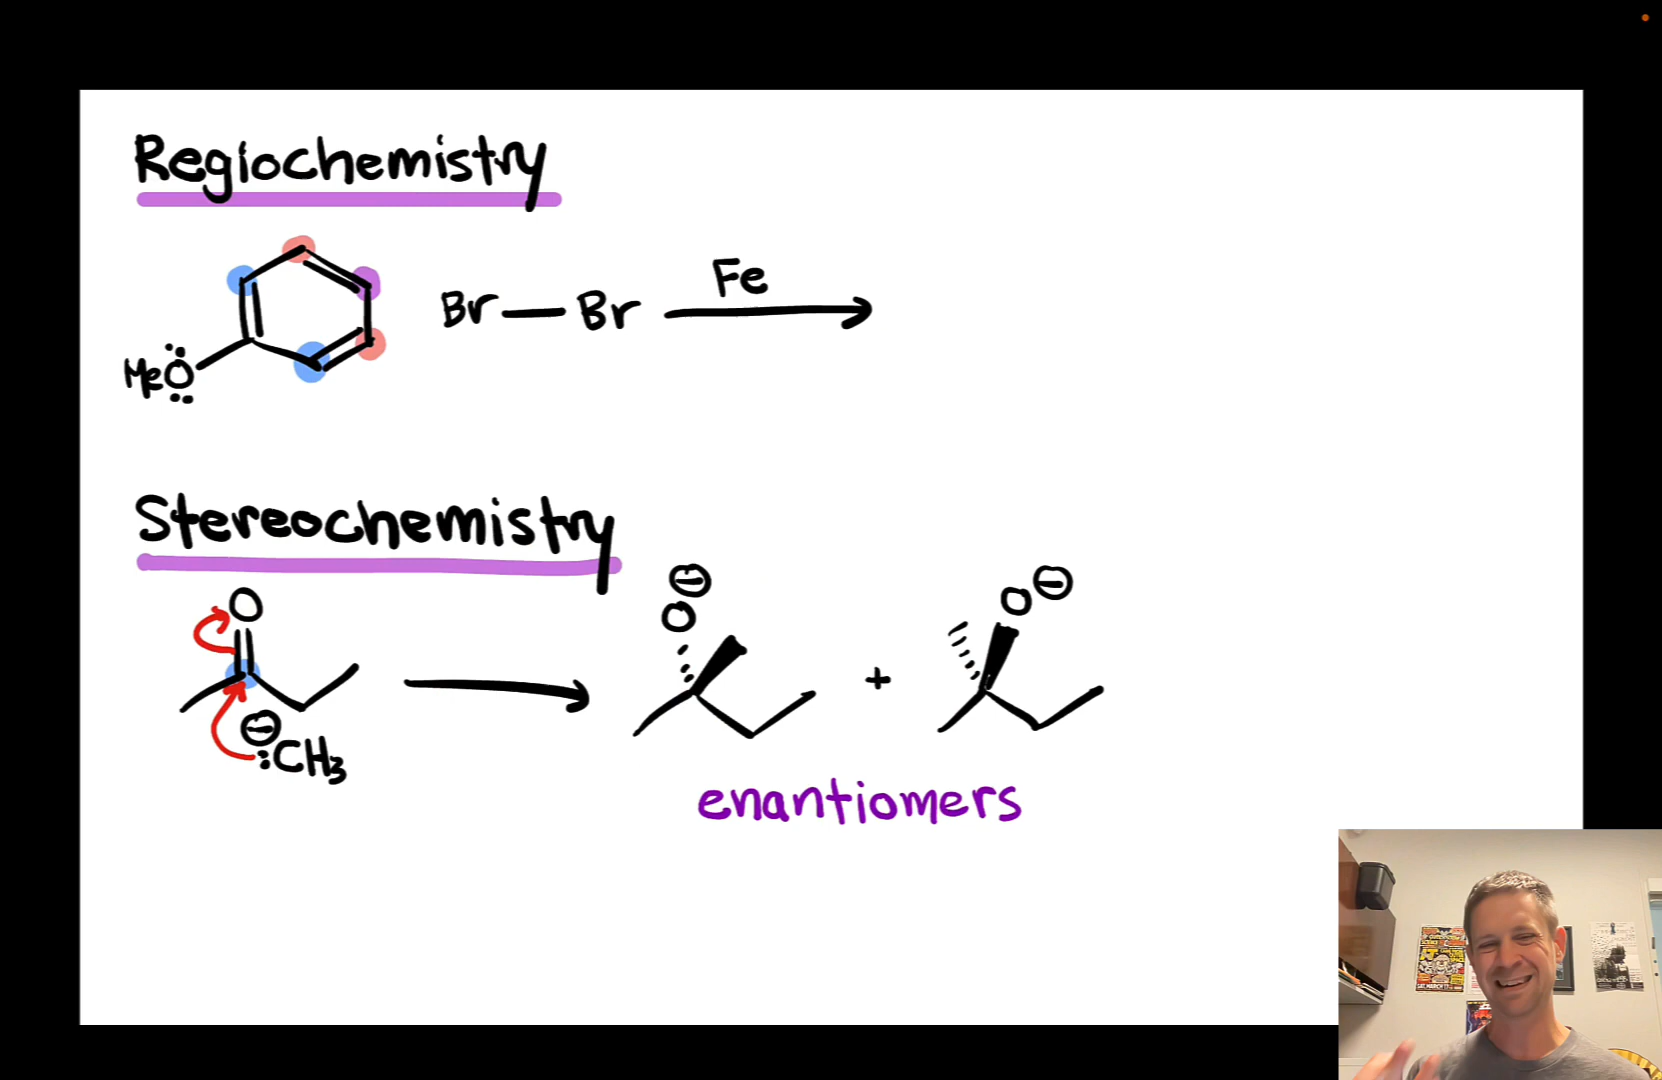 Regiochemistry
MeO
Br — Br
Fe
Stereochemistry
O
⊖
:CH3
O
⊖
+
O
⊖
enantiomers